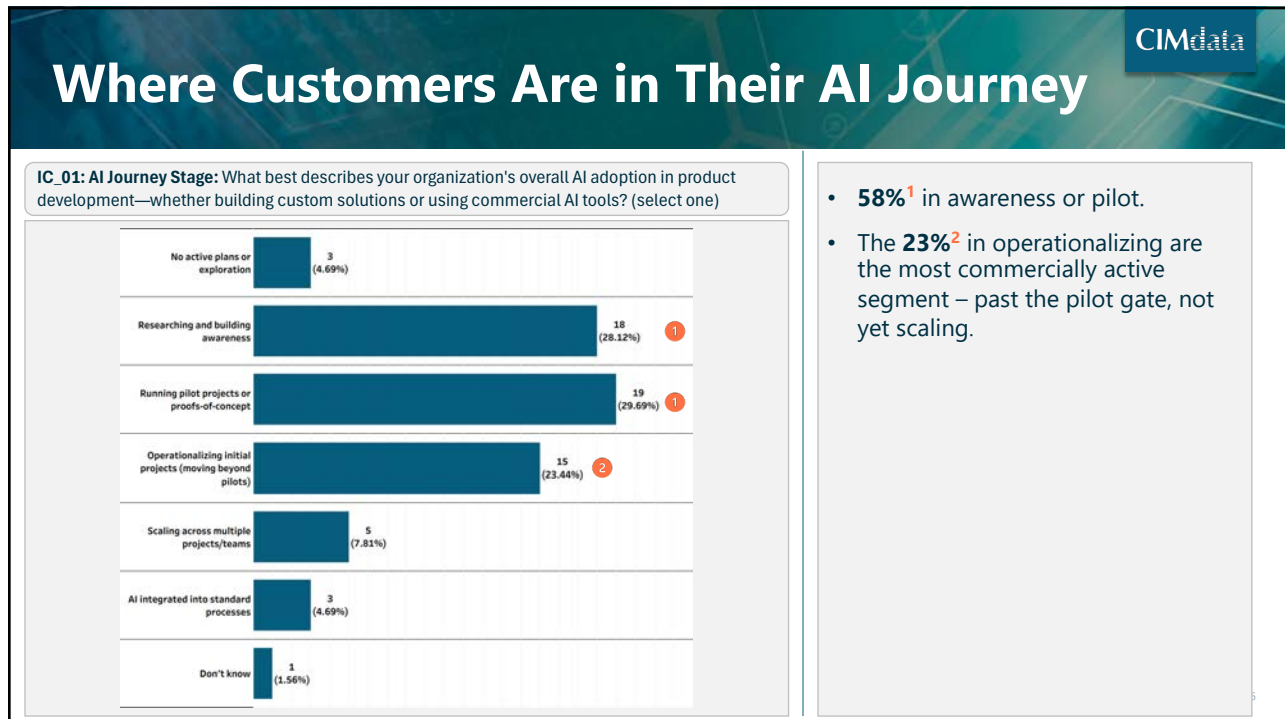 CIMdata
Where Customers Are in Their AI Journey
IC_01: AI Journey Stage: What best describes your organization's overall AI adoption in product
development—whether building custom solutions or using commercial AI tools? (select one)
No active plans or
exploration
3
(4.69%)
Researching and building
awareness
18
(28.12%)
1
Running pilot projects or
proofs-of-concept
19
(29.69%)
1
Operationalizing initial
projects (moving beyond
pilots)
15
(23.44%)
2
Scaling across multiple
projects/teams
5
(7.81%)
AI integrated into standard
processes
3
(4.69%)
Don't know
1
(1.56%)
• 58%1 in awareness or pilot.
• The 23%2 in operationalizing are
the most commercially active
segment – past the pilot gate, not
yet scaling.